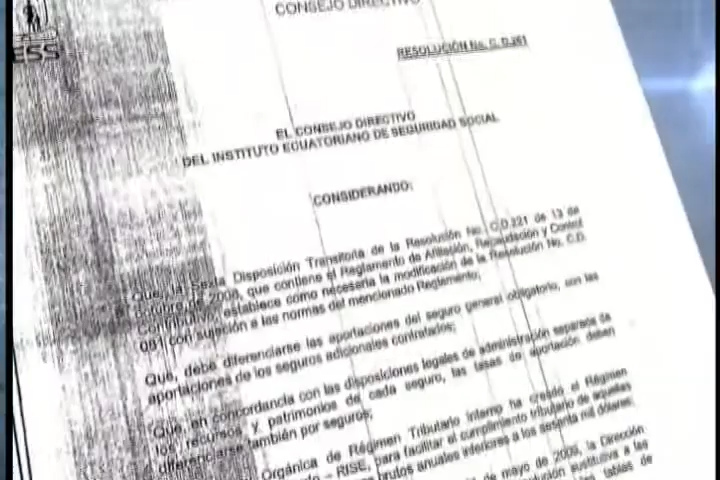 ESS
CONSEJO DIRECTIVO
RESOLUCIÓN No. C.D.261
EL CONSEJO DIRECTIVO
DEL INSTITUTO ECUATORIANO DE SEGURIDAD SOCIAL
CONSIDERANDO:
Que, la Sexta Disposición Transitoria de la Resolución No. C.D.221 de 13 de
octubre de 2008, que contiene el Reglamento de Afiliación, Recaudación y Control
Contributivo, establece como necesaria la modificación de la Resolución No. C.D.
081 con sujeción a las normas del mencionado Reglamento;
Que, debe diferenciarse las aportaciones del seguro general obligatorio, con las
aportaciones de los seguros adicionales contratados;
Que, en concordancia con las disposiciones legales de administración separada de
los recursos y patrimonios de cada seguro, las tasas de aportación deben
diferenciarse también por seguros;
Orgánica de Régimen Tributario Interno ha creado el Régimen
– RISE, para facilitar el cumplimiento tributario de aquellas
brutos anuales inferiores a los sesenta mil dólares;
de mayo de 2008, la Dirección
sustitutiva a las
tablas de